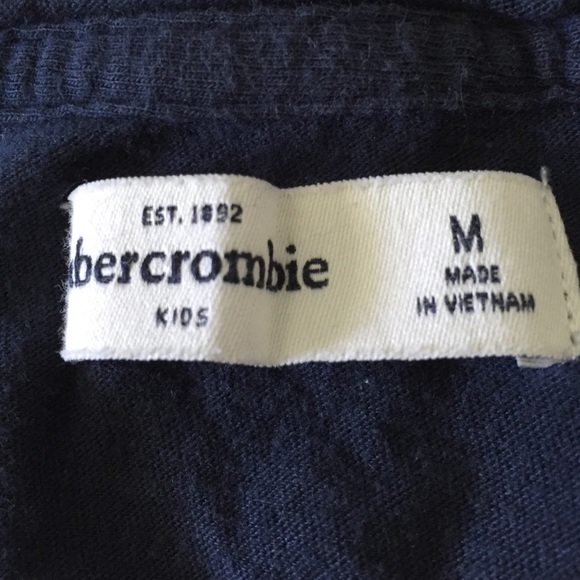 EST. 1892
abercrombie
KIDS
M
MADE
IN VIETNAM